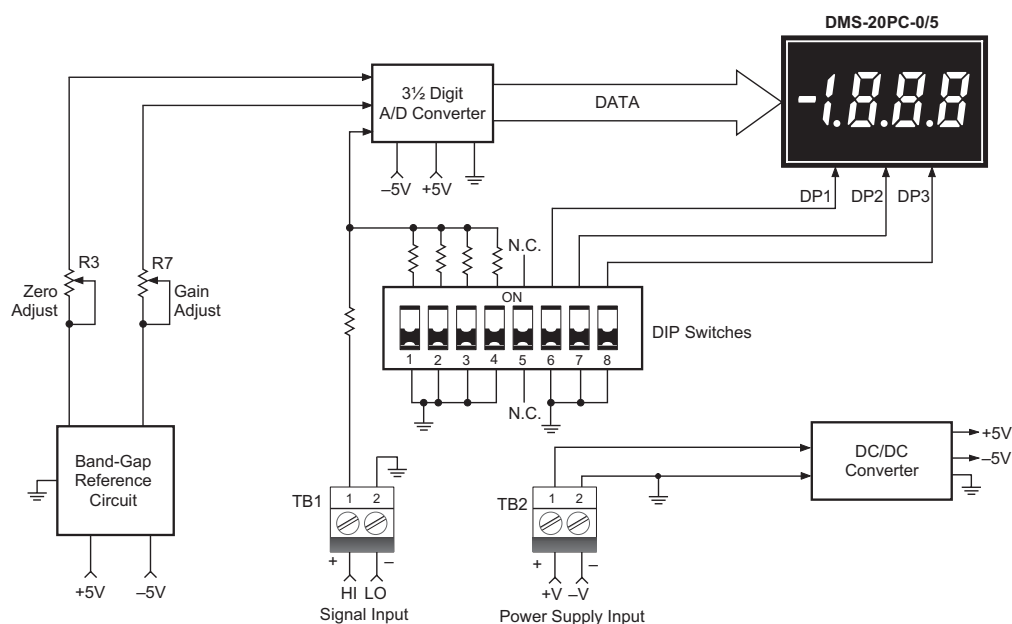 DMS-20PC-0/5
3½ Digit
A/D Converter
DATA
-1.8.8.8
–5V
+5V
DP1
DP2
DP3
N.C.
R3
R7
Zero
Adjust
Gain
Adjust
ON
DIP Switches
1 2 3 4 5 6 7 8
N.C.
Band-Gap
Reference
Circuit
DC/DC
Converter
+5V
–5V
TB1
1 2
TB2
1 2
+ –
+ –
+5V
–5V
HI LO
+V –V
Signal Input
Power Supply Input